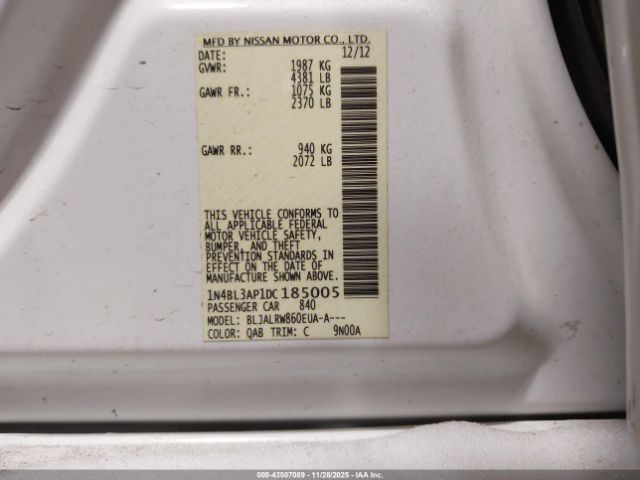 MFD BY NISSAN MOTOR CO., LTD.
DATE: 12/12
GVWR: 1987 KG
4381 LB
GAWR FR.: 1075 KG
2370 LB
GAWR RR.: 940 KG
2072 LB
THIS VEHICLE CONFORMS TO
ALL APPLICABLE FEDERAL
MOTOR VEHICLE SAFETY,
BUMPER, AND THEFT
PREVENTION STANDARDS IN
EFFECT ON THE DATE OF
MANUFACTURE SHOWN ABOVE.
1N4BL3AP1DC185005
PASSENGER CAR 840
MODEL: BLJALRW860EUA-A---
COLOR: QAB TRIM: C 9N00A
000-43807089 | 11/28/2025 - IAA Inc.